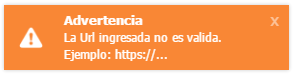 Advertencia
x
La Url ingresada no es valida.
Ejemplo: https://...